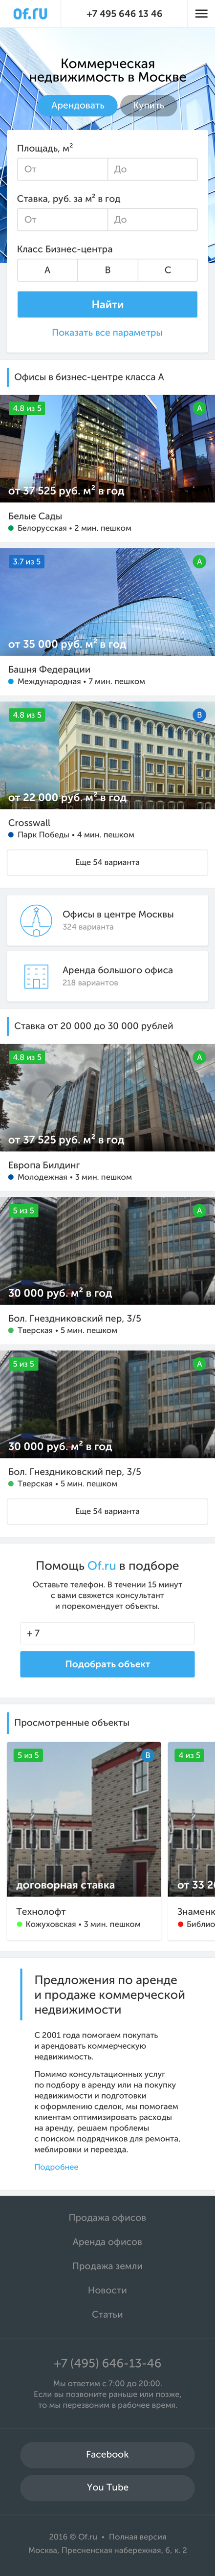 of.ru +7 495 646 13 46
Коммерческая
недвижимость в Москве
Арендовать Купить
Площадь, м²
От До
Ставка, руб. за м² в год
От До
Класс Бизнес-центра
A B C
Найти
Показать все параметры
Офисы в бизнес-центре класса А
4.8 из 5 A
от 37 525 руб. м² в год
Белые Сады
Белорусская • 2 мин. пешком
3.7 из 5 A
от 35 000 руб. м² в год
Башня Федерации
Международная • 7 мин. пешком
4.8 из 5 B
от 22 000 руб. м² в год
Crosswall
Парк Победы • 4 мин. пешком
Еще 54 варианта
Офисы в центре Москвы
324 варианта
Аренда большого офиса
218 вариантов
Ставка от 20 000 до 30 000 рублей
4.8 из 5 A
от 37 525 руб. м² в год
Европа Билдинг
Молодежная • 3 мин. пешком
5 из 5 A
30 000 руб. м² в год
Бол. Гнездниковский пер, 3/5
Тверская • 5 мин. пешком
5 из 5 A
30 000 руб. м² в год
Бол. Гнездниковский пер, 3/5
Тверская • 5 мин. пешком
Еще 54 варианта
Помощь Of.ru в подборе
Оставьте телефон. В течении 15 минут
с вами свяжется консультант
и порекомендует объекты.
+ 7
Подобрать объект
Просмотренные объекты
5 из 5 B 4 из 5
договорная ставка от 33 20
Технолофт Знаменк
Кожуховская • 3 мин. пешком Библио
Предложения по аренде
и продаже коммерческой
недвижимости
С 2001 года помогаем покупать
и арендовать коммерческую
недвижимость.
Помимо консультационных услуг
по подбору в аренду или на покупку
недвижимости и подготовки
к оформлению сделок, мы помогаем
клиентам оптимизировать расходы
на аренду, решаем проблемы
с поиском подрядчиков для ремонта,
меблировки и переезда.
Подробнее
Продажа офисов
Аренда офисов
Продажа земли
Новости
Статьи
+7 (495) 646-13-46
Мы ответим с 7:00 до 20:00.
Если вы позвоните раньше или позже,
то мы перезвоним в рабочее время.
Facebook
You Tube
2016 © Of.ru • Полная версия
Москва, Пресненская набережная, 6, к. 2